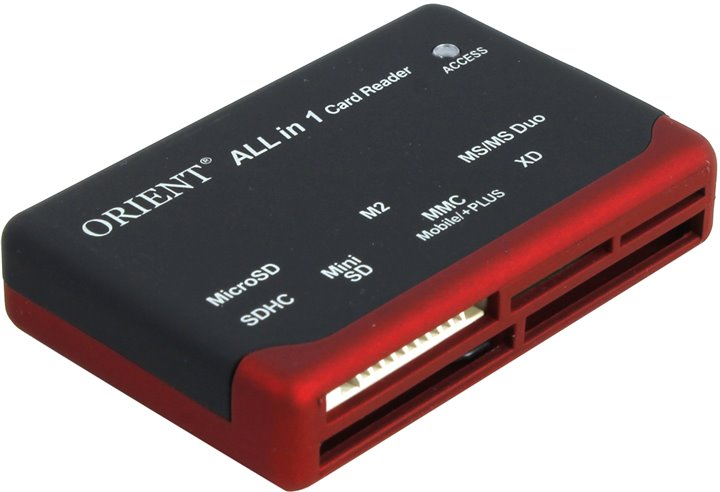 ORIENT® ALL in 1 Card Reader
ACCESS
MicroSD
SDHC
Mini
SD
M2
MMC
Mobile/+PLUS
MS/MS Duo
XD